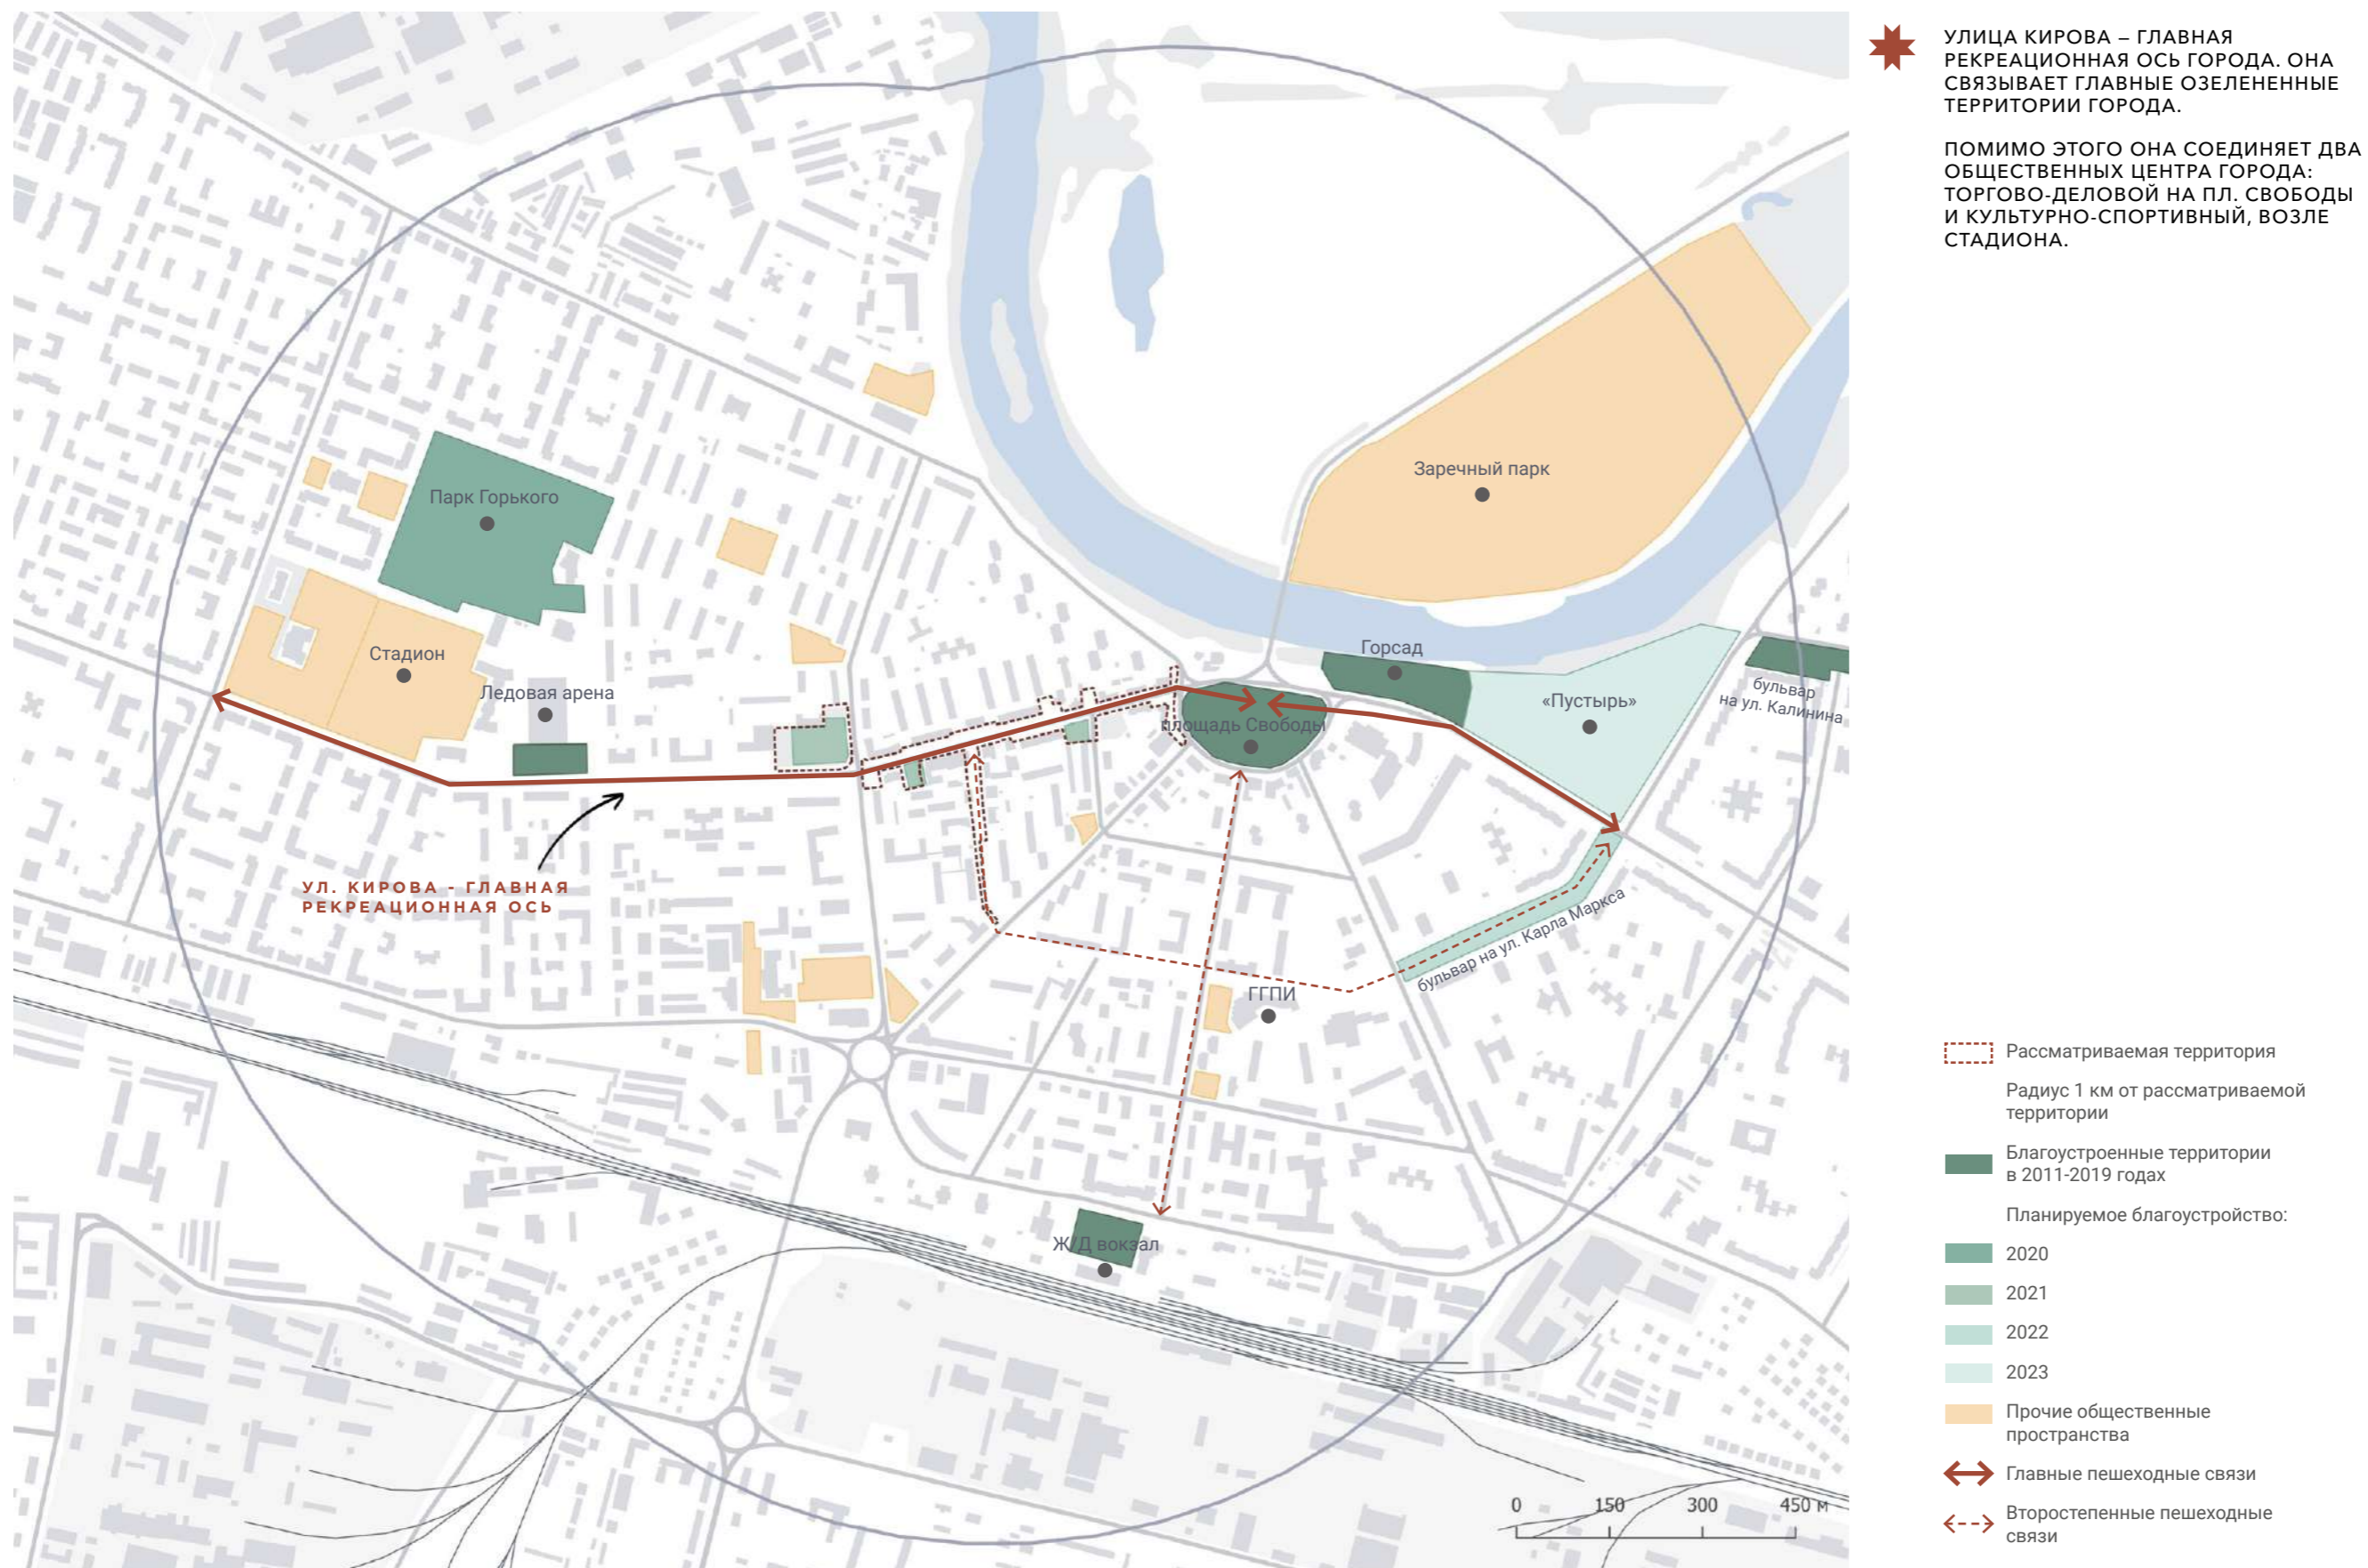 УЛИЦА КИРОВА – ГЛАВНАЯ
РЕКРЕАЦИОННАЯ ОСЬ ГОРОДА. ОНА
СВЯЗЫВАЕТ ГЛАВНЫЕ ОЗЕЛЕНЕННЫЕ
ТЕРРИТОРИИ ГОРОДА.
ПОМИМО ЭТОГО ОНА СОЕДИНЯЕТ ДВА
ОБЩЕСТВЕННЫХ ЦЕНТРА ГОРОДА:
ТОРГОВО-ДЕЛОВОЙ НА ПЛ. СВОБОДЫ
И КУЛЬТУРНО-СПОРТИВНЫЙ, ВОЗЛЕ
СТАДИОНА.
Заречный парк
Парк Горького
Стадион
Ледовая арена
Горсад
«Пустырь»
бульвар
на ул. Калинина
площадь Свободы
УЛ. КИРОВА - ГЛАВНАЯ
РЕКРЕАЦИОННАЯ ОСЬ
бульвар на ул. Карла Маркса
ГГПИ
Ж/Д вокзал
Рассматриваемая территория
Радиус 1 км от рассматриваемой
территории
Благоустроенные территории
в 2011-2019 годах
Планируемое благоустройство:
2020
2021
2022
2023
Прочие общественные
пространства
Главные пешеходные связи
Второстепенные пешеходные
связи
0 150 300 450 м